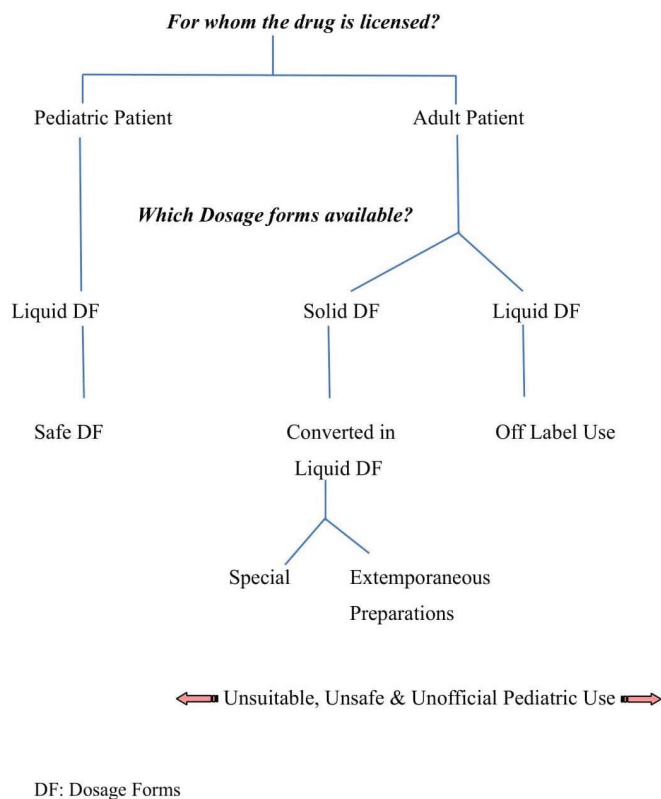 For whom the drug is licensed?
Pediatric Patient
Adult Patient
Which Dosage forms available?
Liquid DF
Solid DF
Liquid DF
Safe DF
Converted in
Liquid DF
Off Label Use
Special
Extemporaneous
Preparations
Unsuitable, Unsafe & Unofficial Pediatric Use
DF: Dosage Forms